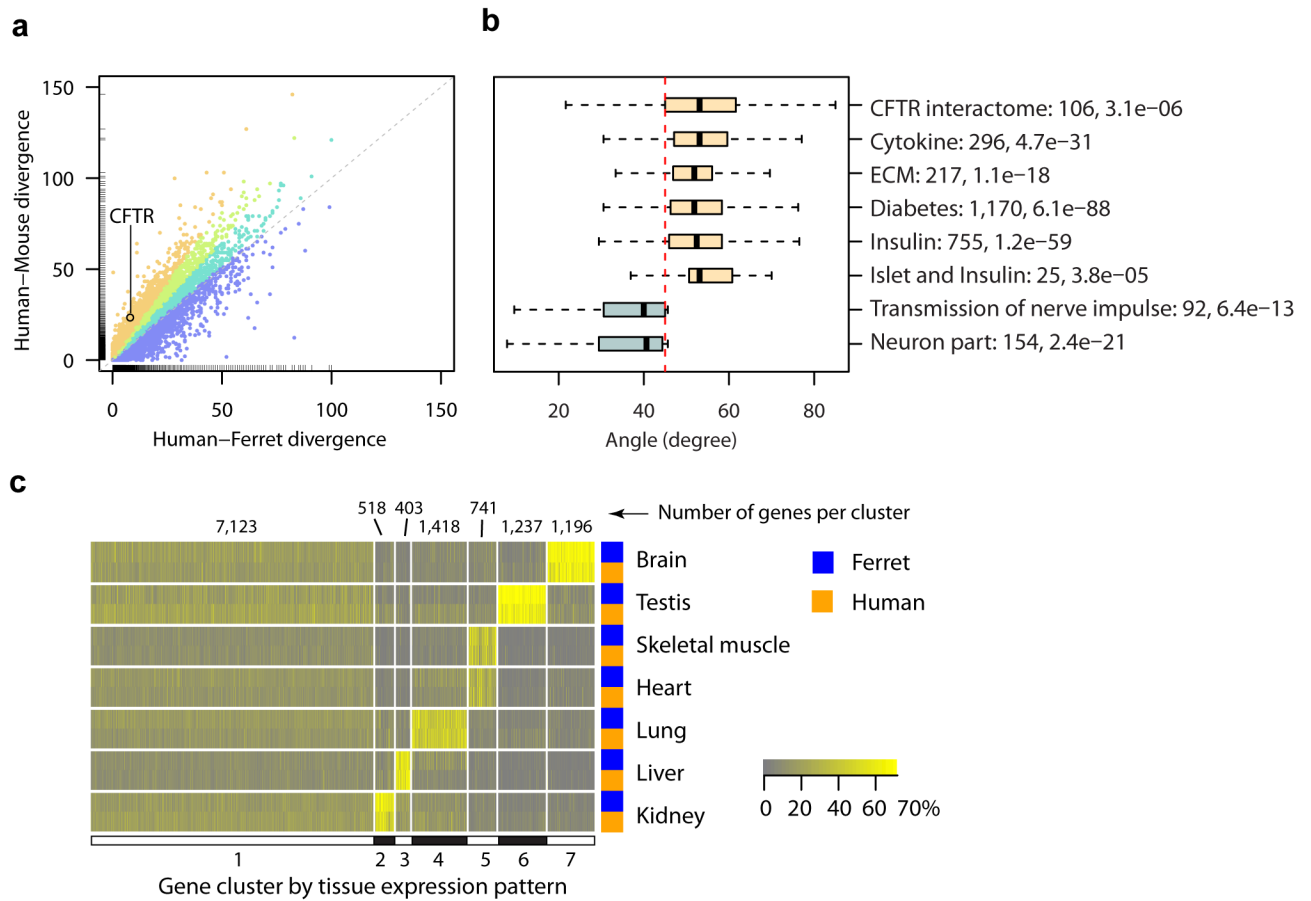 a
Human−Mouse divergence
150
100
50
0
CFTR
0 50 100 150
Human−Ferret divergence
b
CFTR interactome: 106, 3.1e−06
Cytokine: 296, 4.7e−31
ECM: 217, 1.1e−18
Diabetes: 1,170, 6.1e−88
Insulin: 755, 1.2e−59
Islet and Insulin: 25, 3.8e−05
Transmission of nerve impulse: 92, 6.4e−13
Neuron part: 154, 2.4e−21
20 40 60 80
Angle (degree)
c
7,123 518 403 1,418 741 1,237 1,196
Number of genes per cluster
Brain
Testis
Skeletal muscle
Heart
Lung
Liver
Kidney
Ferret
Human
0 20 40 60 70%
1 2 3 4 5 6 7
Gene cluster by tissue expression pattern